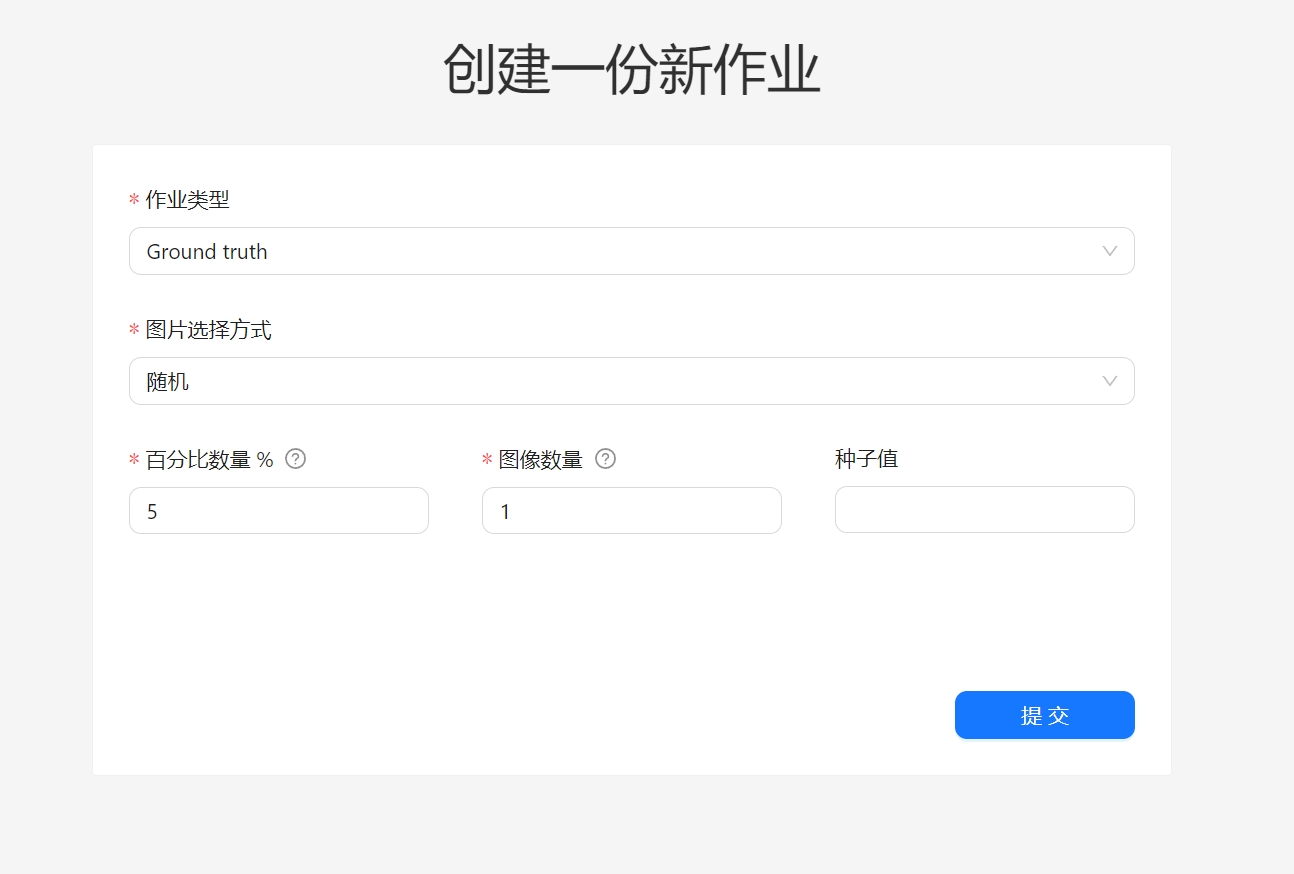 创建一份新作业
* 作业类型
Ground truth
* 图片选择方式
随机
* 百分比数量 % ?
* 图像数量 ?
种子值
5
1
提 交